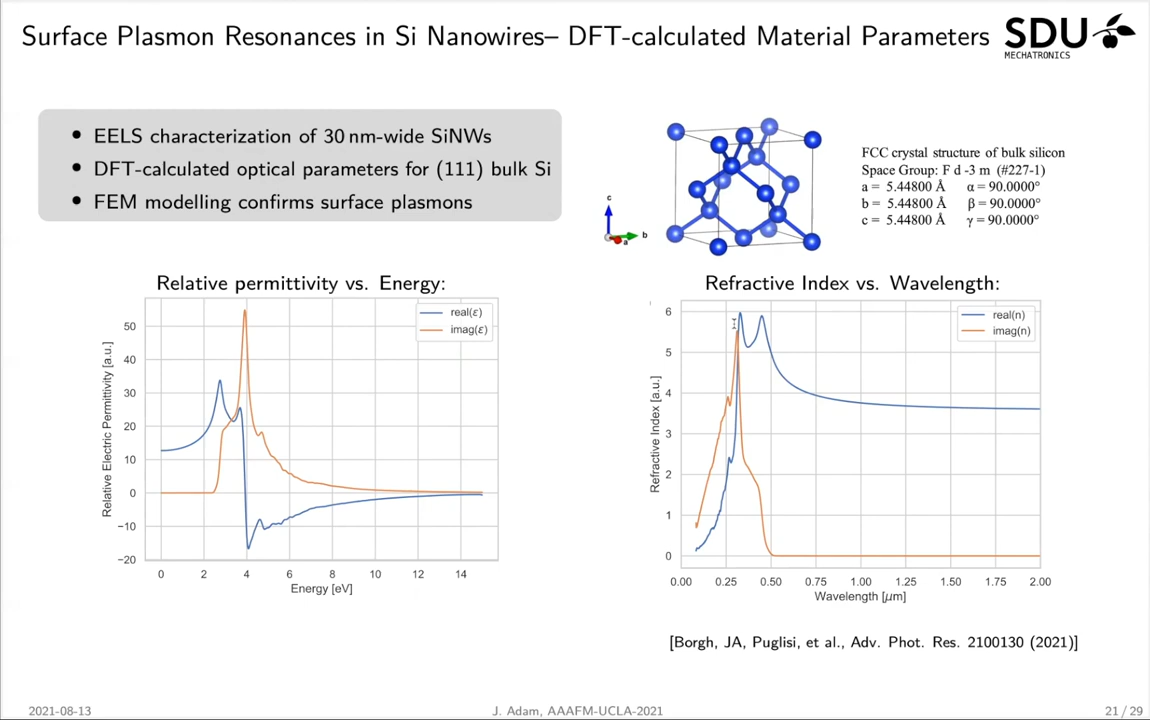 Surface Plasmon Resonances in Si Nanowires– DFT-calculated Material Parameters
SDU
MECHATRONICS
• EELS characterization of 30 nm-wide SiNWs
• DFT-calculated optical parameters for (111) bulk Si
• FEM modelling confirms surface plasmons
c
b
a
FCC crystal structure of bulk silicon
Space Group: F d -3 m (#227-1)
a = 5.44800 Å α = 90.0000°
b = 5.44800 Å β = 90.0000°
c = 5.44800 Å γ = 90.0000°
Relative permittivity vs. Energy:
real(ε)
imag(ε)
Relative Electric Permittivity [a.u.]
50
40
30
20
10
0
−10
−20
0 2 4 6 8 10 12 14
Energy [eV]
Refractive Index vs. Wavelength:
real(n)
imag(n)
Refractive Index [a.u.]
6
5
4
3
2
1
0
0.00 0.25 0.50 0.75 1.00 1.25 1.50 1.75 2.00
Wavelength [μm]
[Borgh, JA, Puglisi, et al., Adv. Phot. Res. 2100130 (2021)]
2021-08-13
J. Adam, AAAFM-UCLA-2021
21 / 29